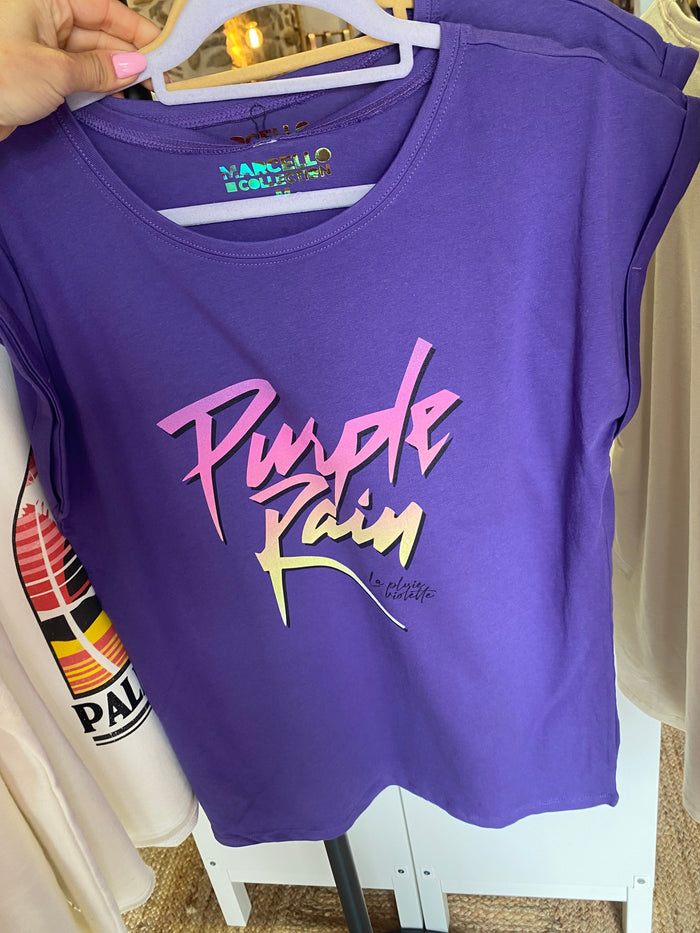 MARCELLO
COLLECTION
M
Purple
Rain
La pluie
violette
PAL